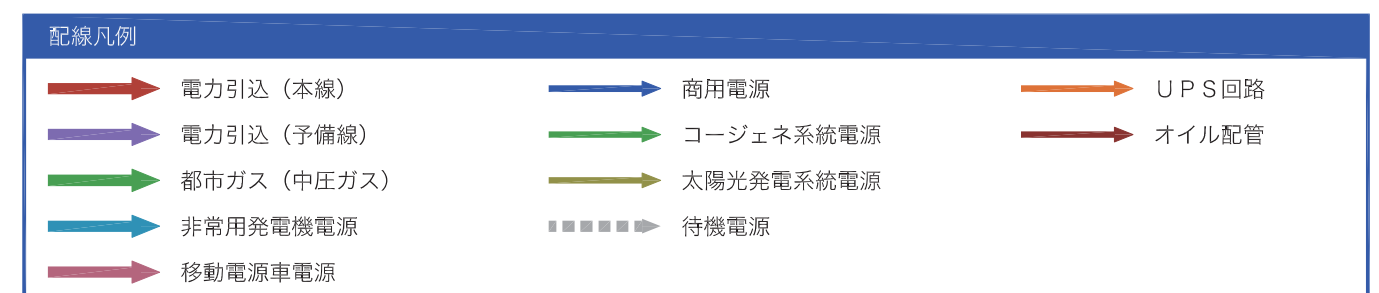 配線凡例
電力引込（本線）
電力引込（予備線）
都市ガス（中圧ガス）
非常用発電機電源
移動電源車電源
商用電源
コージェネ系統電源
太陽光発電系統電源
待機電源
ＵＰＳ回路
オイル配管